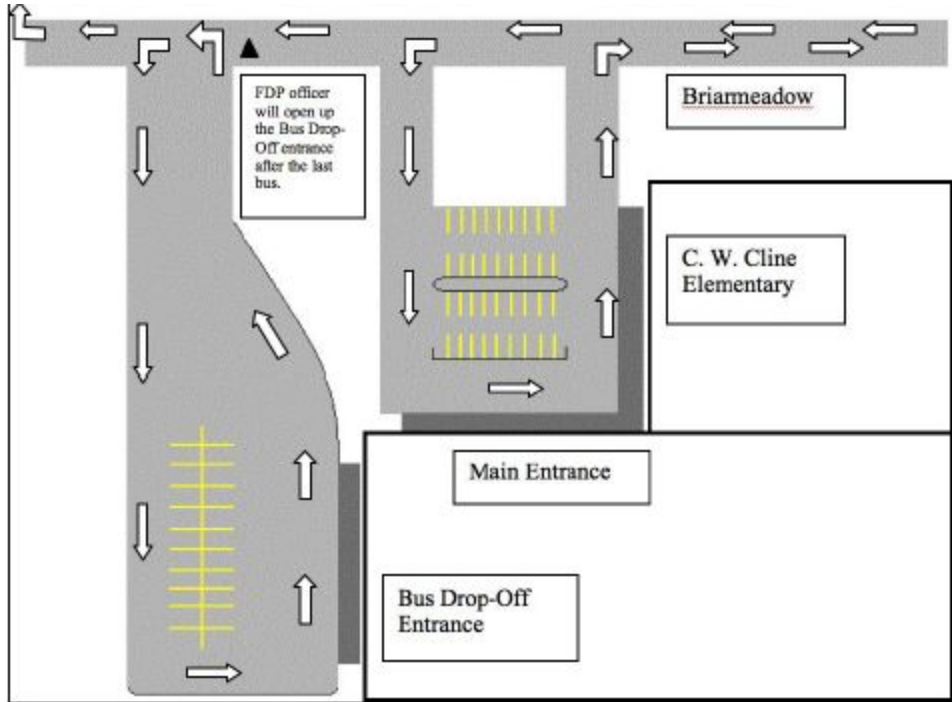 FDP officer
will open up
the Bus Drop-
Off entrance
after the last
bus.
Briarmeadow
C. W. Cline
Elementary
Main Entrance
Bus Drop-Off
Entrance